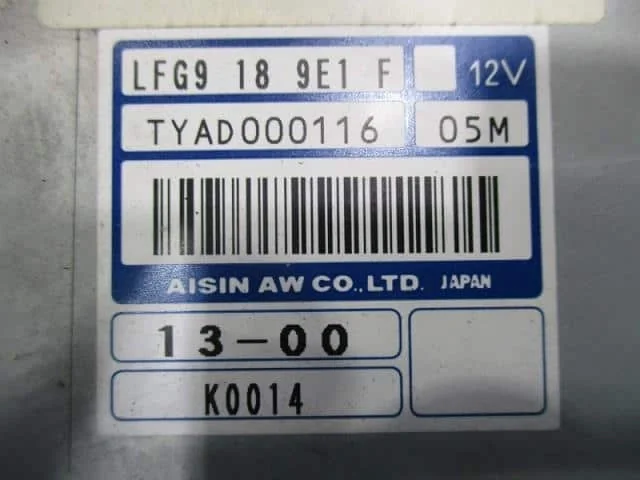 LFG9 18 9E1 F 12V
TYAD000116 05M
AISIN AW CO.,LTD. JAPAN
13-00
K0014